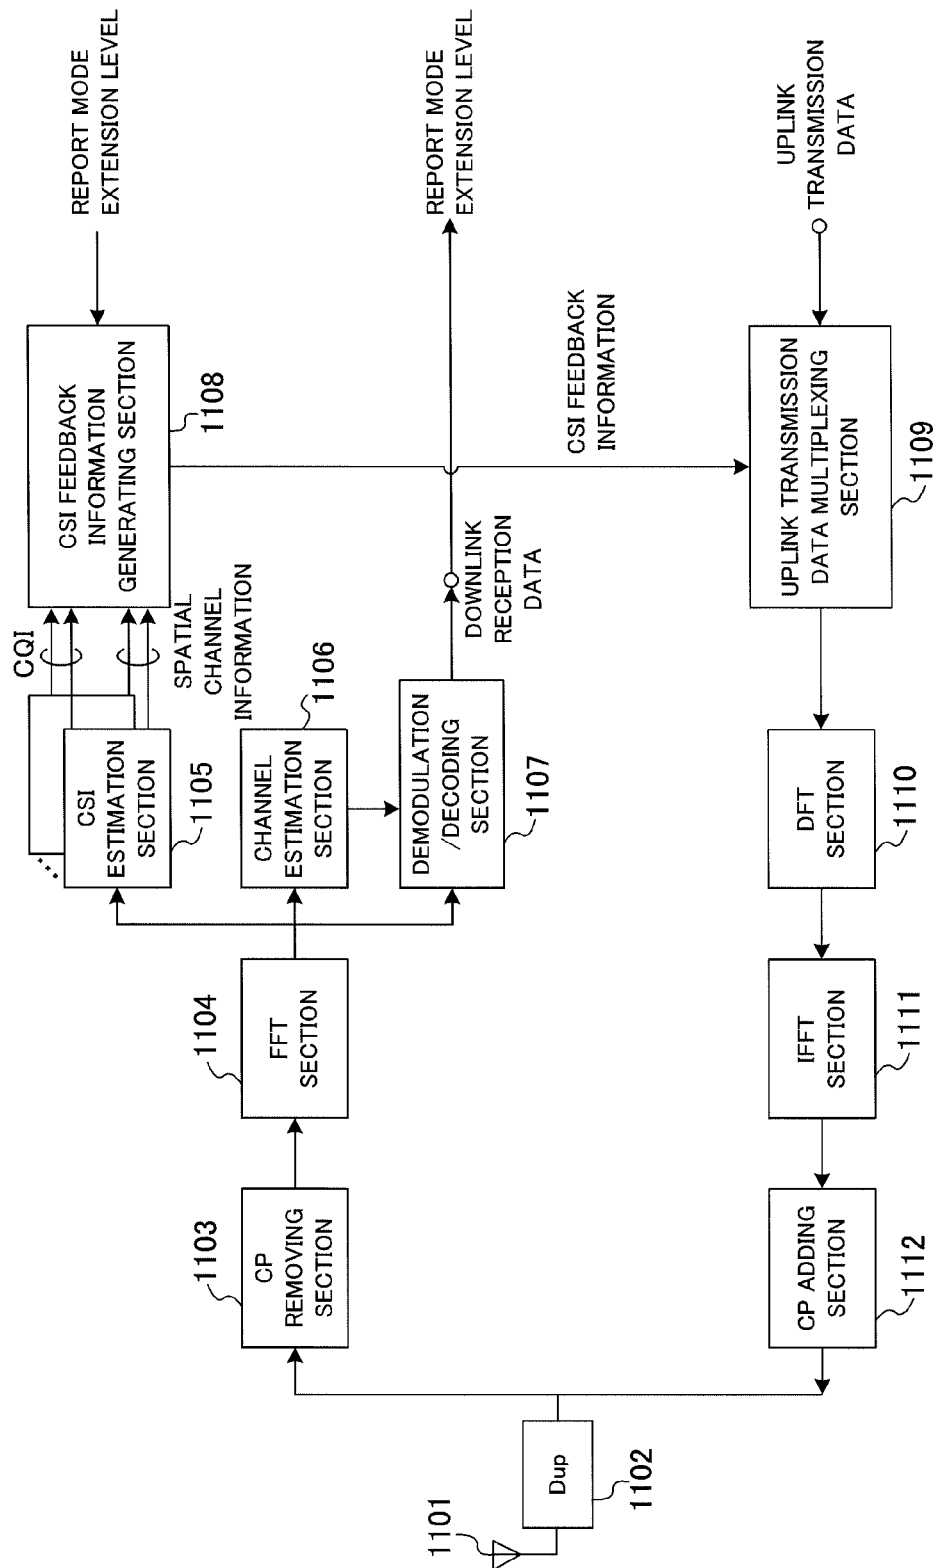 1101
Dup
1102
1103
CP
REMOVING
SECTION
1104
FFT
SECTION
...
CSI
ESTIMATION
SECTION
1105
CQI
SPATIAL
CHANNEL
INFORMATION
CSI FEEDBACK
INFORMATION
GENERATING SECTION
1108
REPORT MODE
EXTENSION LEVEL
CHANNEL
ESTIMATION
SECTION
1106
DEMODULATION
/DECODING
SECTION
1107
DOWNLINK
RECEPTION
DATA
REPORT MODE
EXTENSION LEVEL
CSI FEEDBACK
INFORMATION
UPLINK
TRANSMISSION
DATA
UPLINK TRANSMISSION
DATA MULTIPLEXING
SECTION
1109
DFT
SECTION
1110
IFFT
SECTION
1111
CP ADDING
SECTION
1112